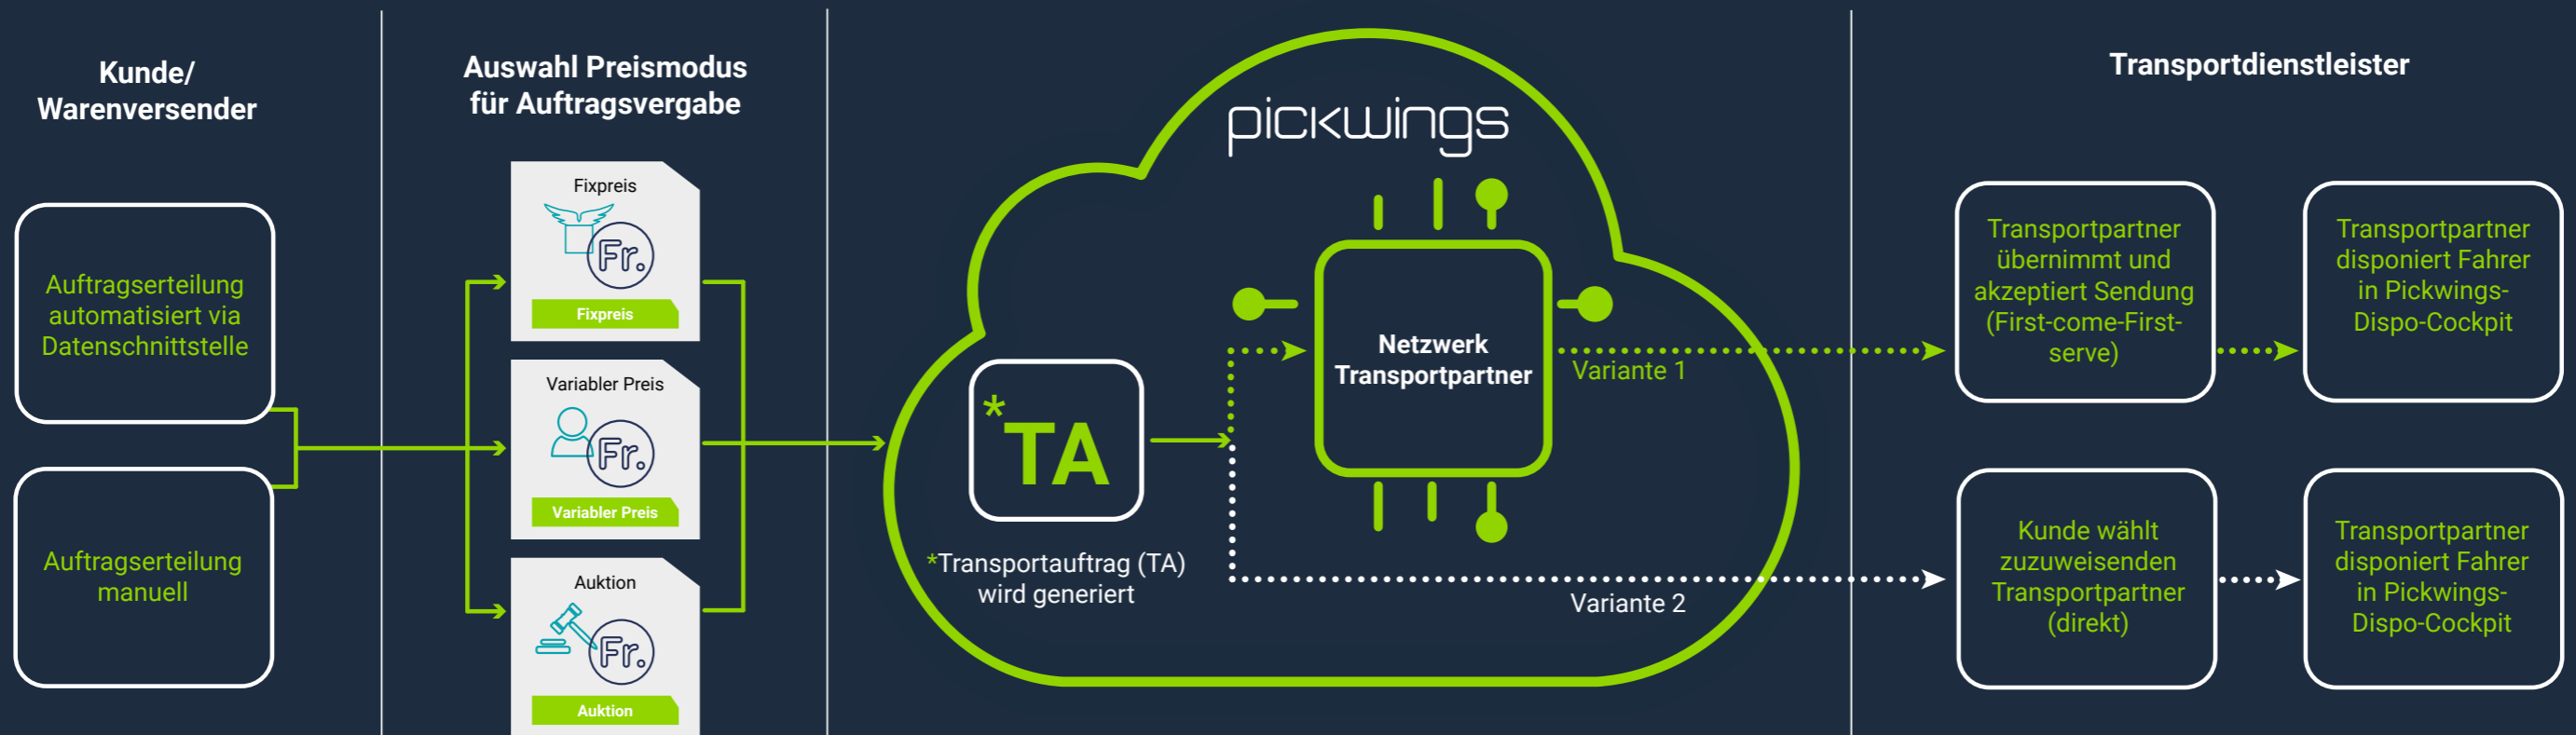 Kunde/
Warenversender
Auftragserteilung
automatisiert via
Datenschnittstelle
Auftragserteilung
manuell
Auswahl Preismodus
für Auftragsvergabe
Fixpreis
Fr.
Fixpreis
Variabler Preis
Fr.
Variabler Preis
Auktion
Fr.
Auktion
pickwings
*TA
*Transportauftrag (TA)
wird generiert
Netzwerk
Transportpartner
Variante 1
Variante 2
Transportdienstleister
Transportpartner
übernimmt und
akzeptiert Sendung
(First-come-First-
serve)
Transportpartner
disponiert Fahrer
in Pickwings-
Dispo-Cockpit
Kunde wählt
zuzuweisenden
Transportpartner
(direkt)
Transportpartner
disponiert Fahrer
in Pickwings-
Dispo-Cockpit